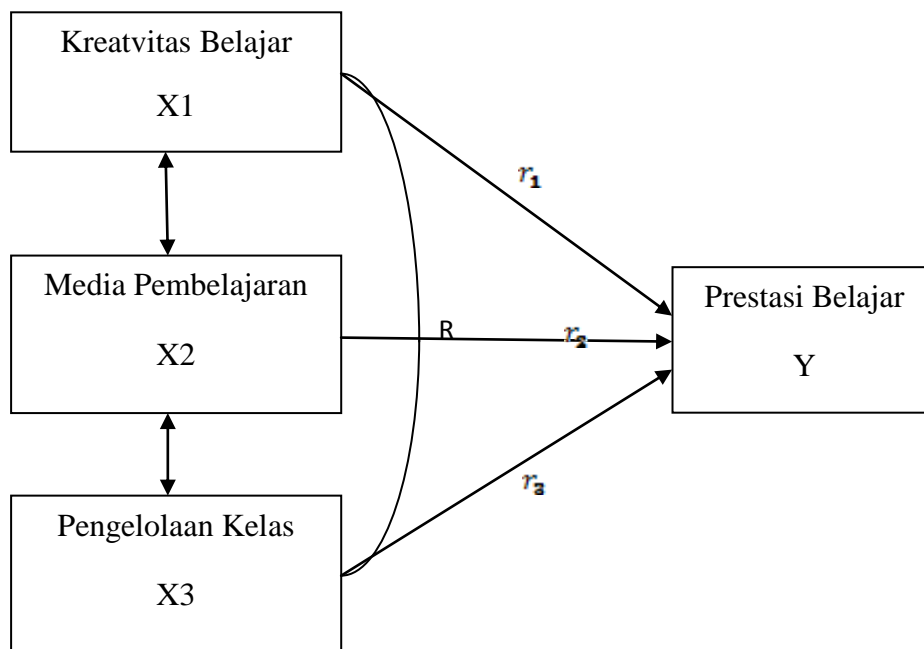 Kreatvitas Belajar
X1
r₁
Media Pembelajaran
X2
R
r₂
Prestasi Belajar
Y
r₃
Pengelolaan Kelas
X3